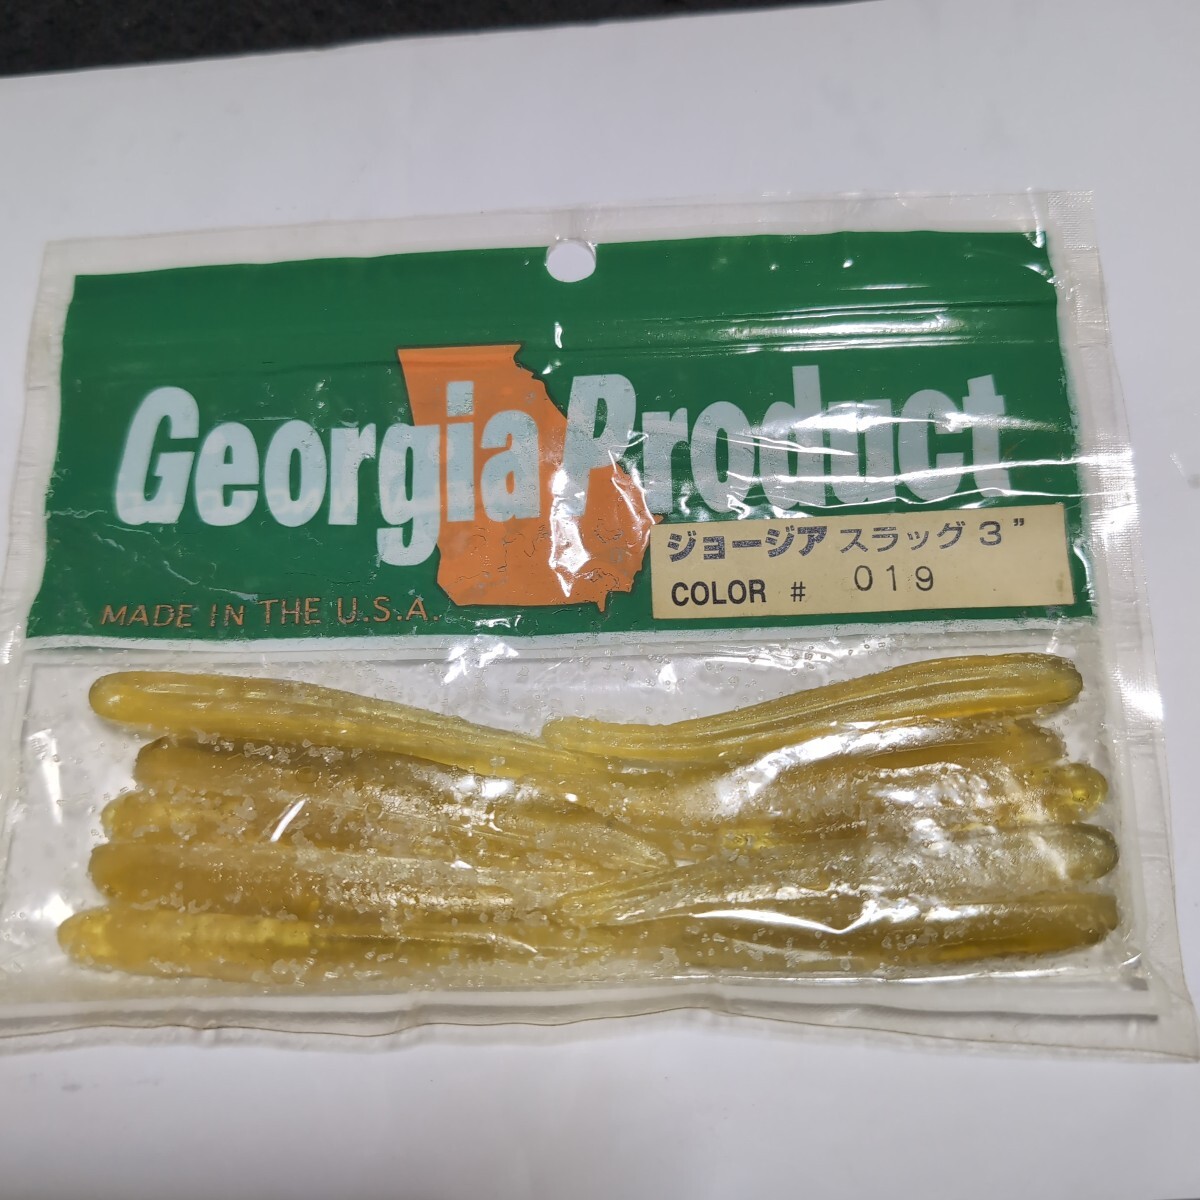 Georgia Product
ジョージア スラッグ 3”
COLOR # 019
MADE IN THE U.S.A.